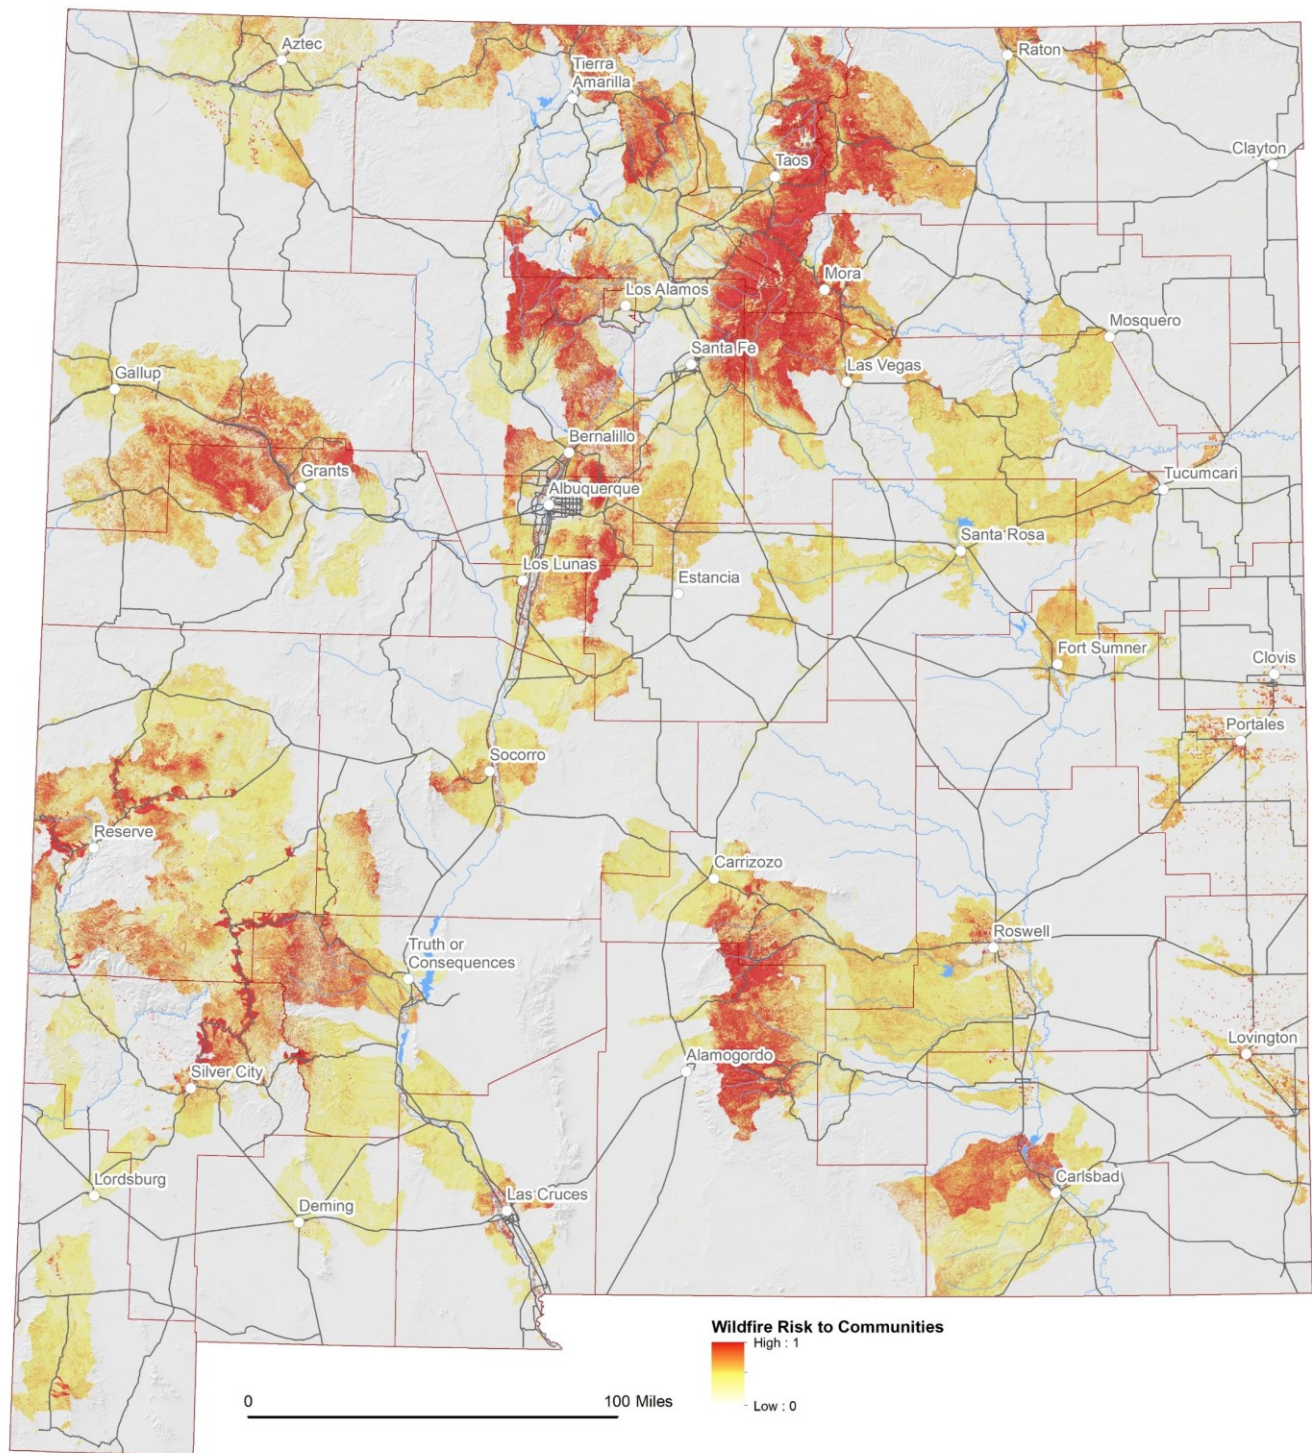 Aztec
Tierra
Amarilla
Raton
Clayton
Taos
Mora
Los Alamos
Mosquero
Santa Fe
Las Vegas
Gallup
Bernalillo
Grants
Tucumcari
Albuquerque
Santa Rosa
Los Lunas
Estancia
Fort Sumner
Clovis
Portales
Socorro
Reserve
Carrizozo
Roswell
Truth or
Consequences
Lovington
Alamogordo
Silver City
Carlsbad
Lordsburg
Las Cruces
Deming
Wildfire Risk to Communities
High : 1
Low : 0
0
100 Miles